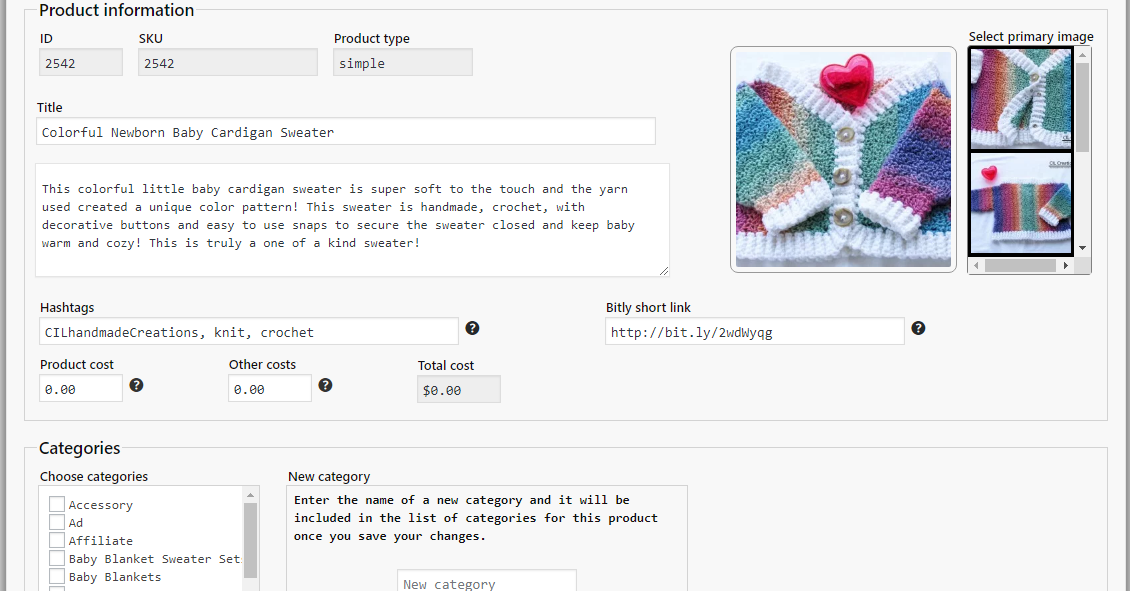 Product information
ID
SKU
Product type
Select primary image
2542
2542
simple
Title
Colorful Newborn Baby Cardigan Sweater
This colorful little baby cardigan sweater is super soft to the touch and the yarn
used created a unique color pattern! This sweater is handmade, crochet, with
decorative buttons and easy to use snaps to secure the sweater closed and keep baby
warm and cozy! This is truly a one of a kind sweater!
Hashtags
Bitly short link
CILhandmadeCreations, knit, crochet
http://bit.ly/2wdWyqg
Product cost
Other costs
Total cost
0.00
0.00
$0.00
Categories
Choose categories
New category
Accessory
Ad
Affiliate
Baby Blanket Sweater Set
Baby Blankets
Enter the name of a new category and it will be
included in the list of categories for this product
once you save your changes.
New category